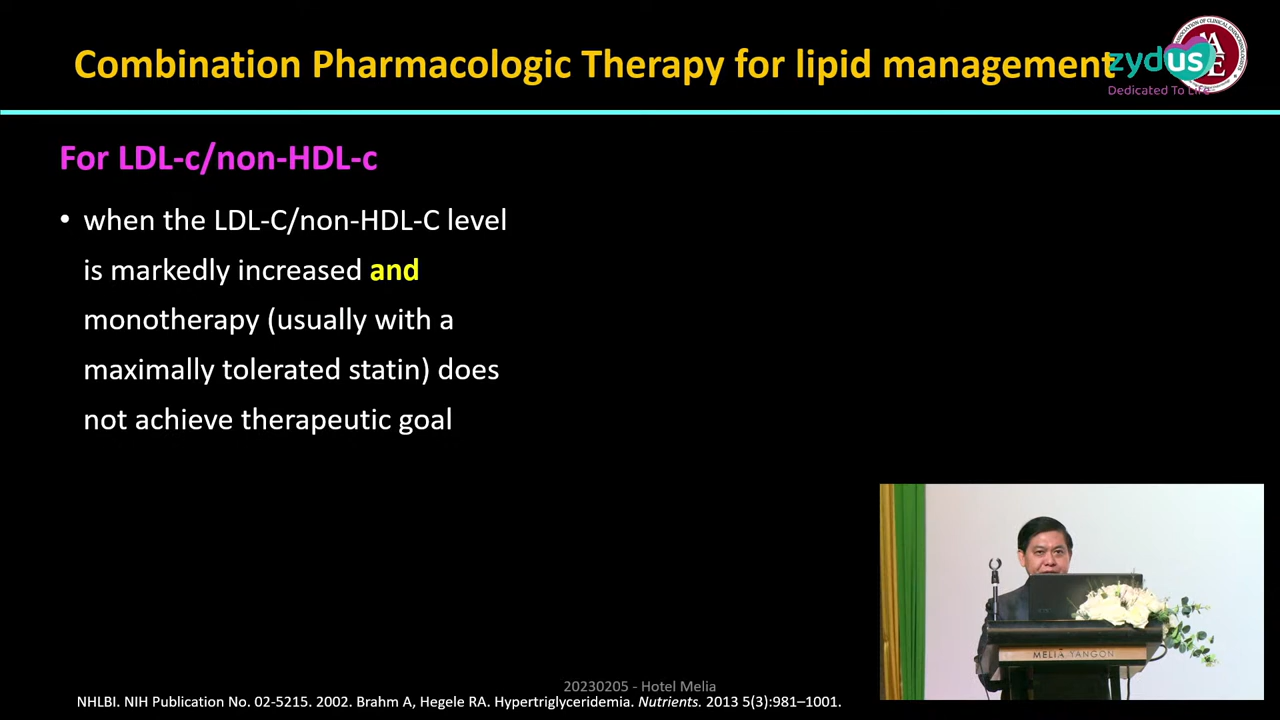 Combination Pharmacologic Therapy for lipid management
zydus
Dedicated To Life
For LDL-c/non-HDL-c
• when the LDL-C/non-HDL-C level
is markedly increased and
monotherapy (usually with a
maximally tolerated statin) does
not achieve therapeutic goal
MELIÃ YANGON
20230205 - Hotel Melia
NHLBI. NIH Publication No. 02-5215. 2002. Brahm A, Hegele RA. Hypertriglyceridemia. Nutrients. 2013 5(3):981–1001.